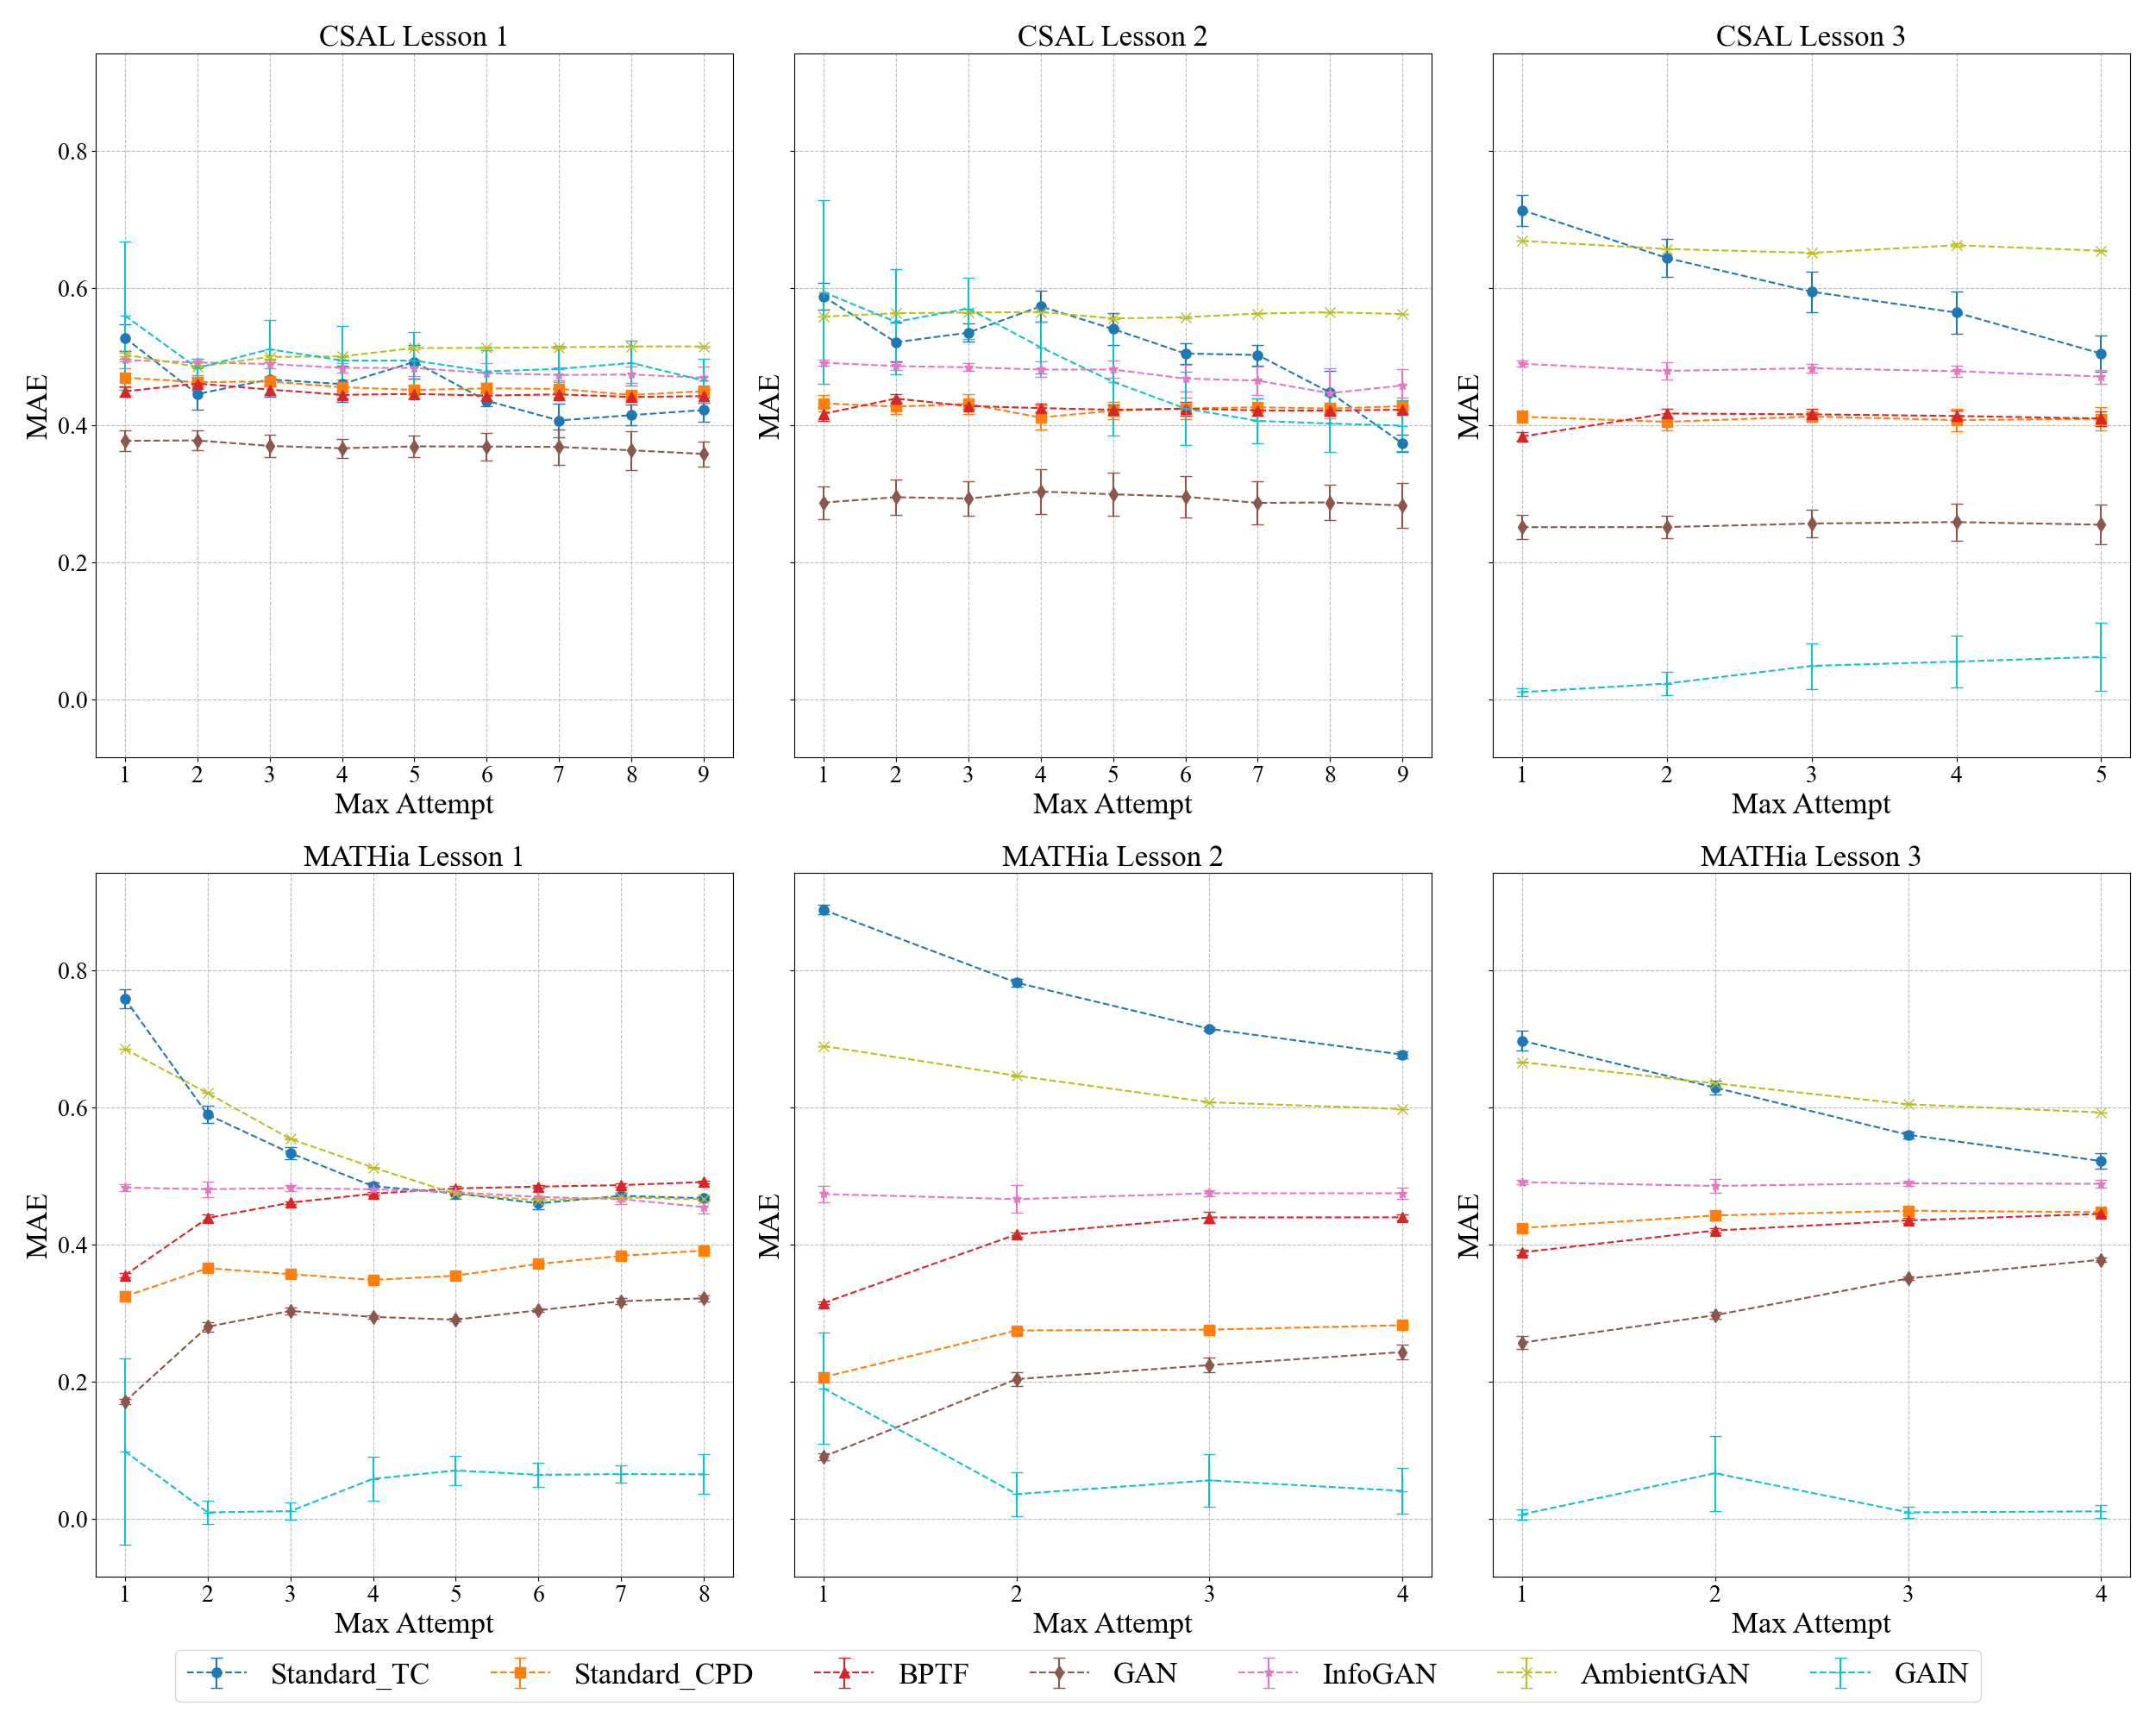 CSAL Lesson 1
CSAL Lesson 2
CSAL Lesson 3
MAE
0.8
0.6
0.4
0.2
0.0
1 2 3 4 5 6 7 8 9
Max Attempt
MAE
1 2 3 4 5 6 7 8 9
Max Attempt
MAE
1 2 3 4 5
Max Attempt
MATHia Lesson 1
MATHia Lesson 2
MATHia Lesson 3
MAE
0.8
0.6
0.4
0.2
0.0
1 2 3 4 5 6 7 8
Max Attempt
MAE
1 2 3 4
Max Attempt
MAE
1 2 3 4
Max Attempt
Standard_TC Standard_CPD BPTF GAN InfoGAN AmbientGAN GAIN